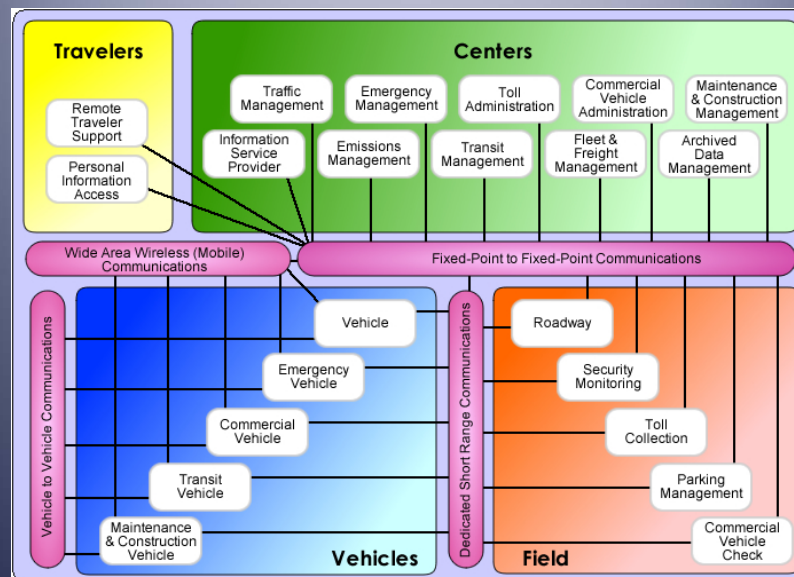 Travelers
Remote
Traveler
Support
Personal
Information
Access
Centers
Traffic
Management
Emergency
Management
Toll
Administration
Commercial
Vehicle
Administration
Maintenance
& Construction
Management
Information
Service
Provider
Emissions
Management
Transit
Management
Fleet &
Freight
Management
Archived
Data
Management
Wide Area Wireless (Mobile)
Communications
Fixed-Point to Fixed-Point Communications
Vehicle to Vehicle Communications
Vehicle
Emergency
Vehicle
Commercial
Vehicle
Transit
Vehicle
Maintenance
& Construction
Vehicle
Vehicles
Dedicated Short Range Communications
Roadway
Security
Monitoring
Toll
Collection
Parking
Management
Commercial
Vehicle
Check
Field